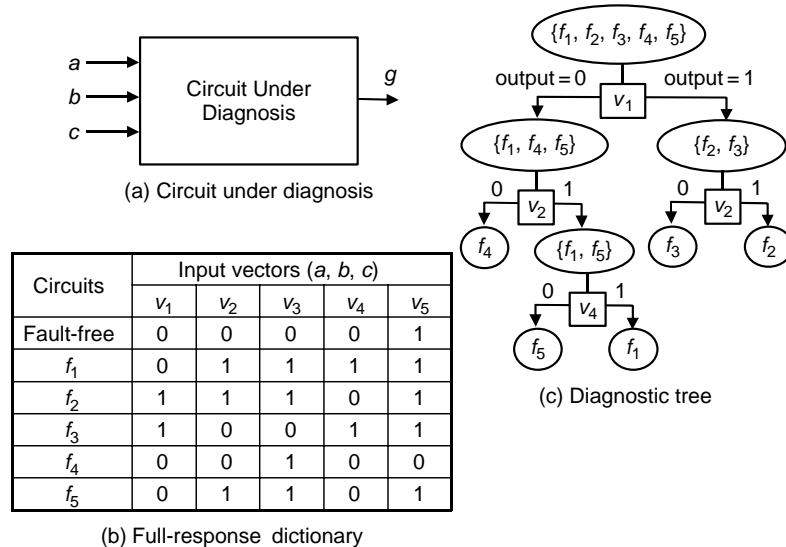 a
b
c
Circuit Under
Diagnosis
g
(a) Circuit under diagnosis
{f1, f2, f3, f4, f5}
output = 0
output = 1
v1
{f1, f4, f5}
{f2, f3}
0
1
0
1
v2
v2
f4
{f1, f5}
f3
f2
0
1
v4
f5
f1
(c) Diagnostic tree
Circuits
Input vectors (a, b, c)
v1 v2 v3 v4 v5
Fault-free 0 0 0 0 1
f1 0 1 1 1 1
f2 1 1 1 0 1
f3 1 0 0 1 1
f4 0 0 1 0 0
f5 0 1 1 0 1
(b) Full-response dictionary